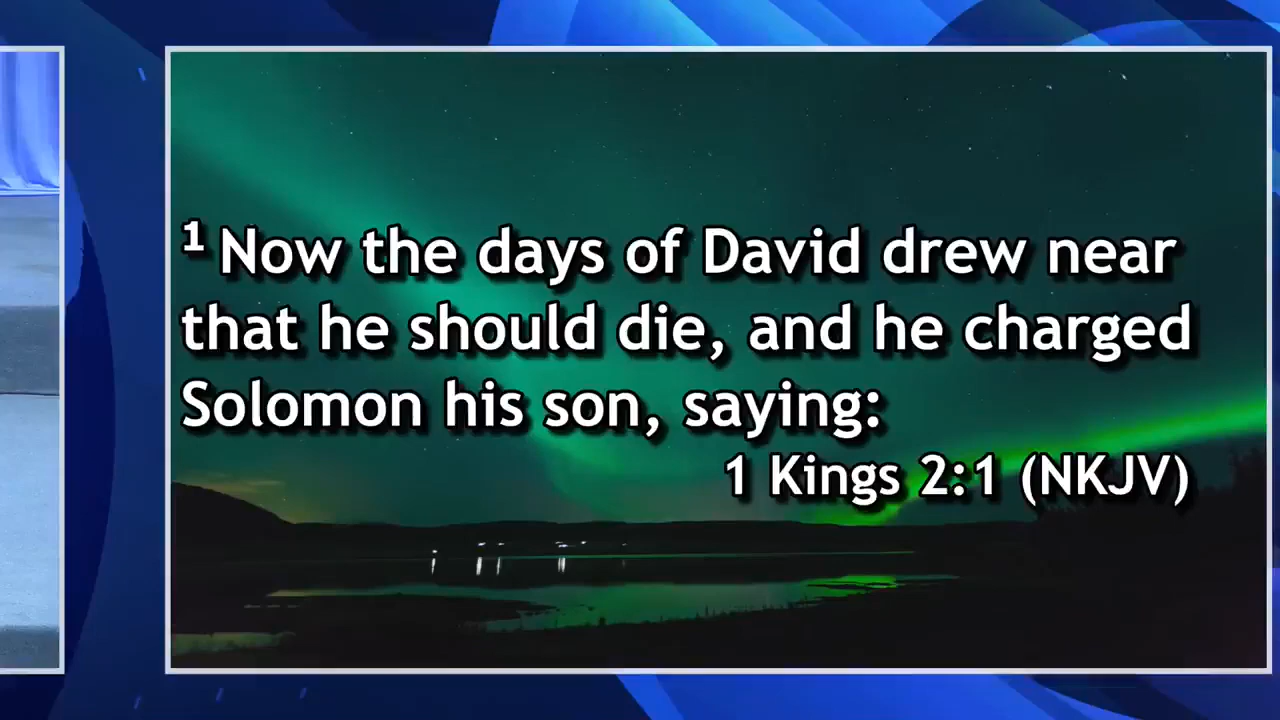 1 Now the days of David drew near
that he should die, and he charged
Solomon his son, saying:
1 Kings 2:1 (NKJV)